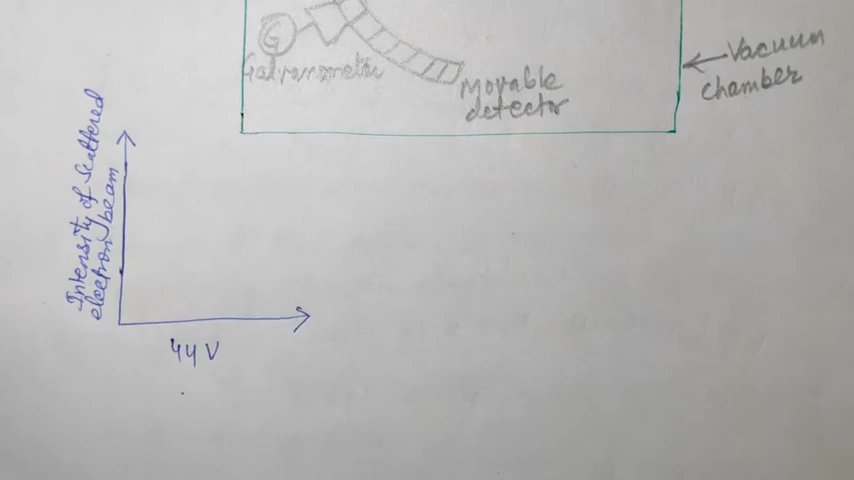 G
Galvanometer
Movable
detector
Vacuum
chamber
Intensity of scattered
electron beam
44 V